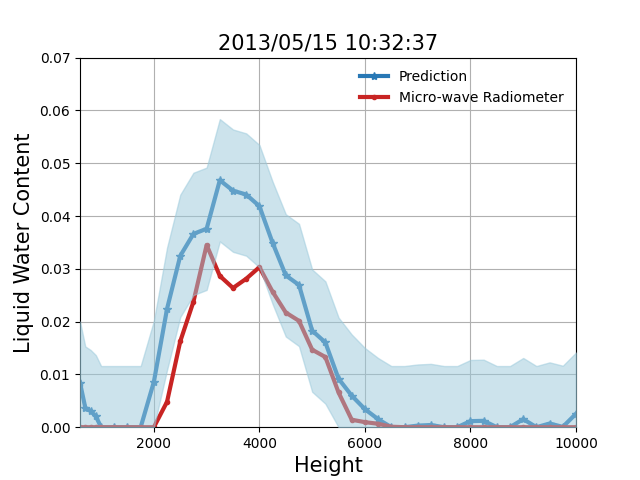 2013/05/15 10:32:37
Prediction
Micro-wave Radiometer
Liquid Water Content
0.07
0.06
0.05
0.04
0.03
0.02
0.01
0.00
2000 4000 6000 8000 10000
Height